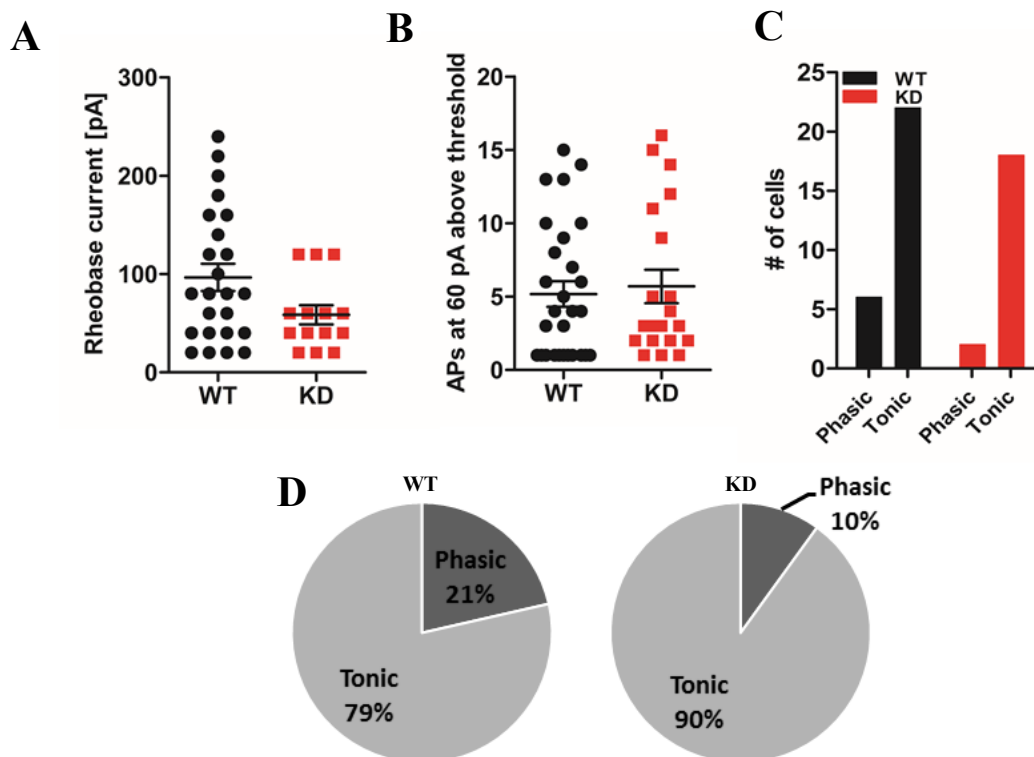 A
Rheobase current [pA]
300
200
100
0
WT
KD
B
APs at 60 pA above threshold
20
15
10
5
0
WT
KD
C
# of cells
25
20
15
10
5
0
WT
KD
Phasic
Tonic
Phasic
Tonic
D
WT
Phasic
21%
Tonic
79%
KD
Phasic
10%
Tonic
90%